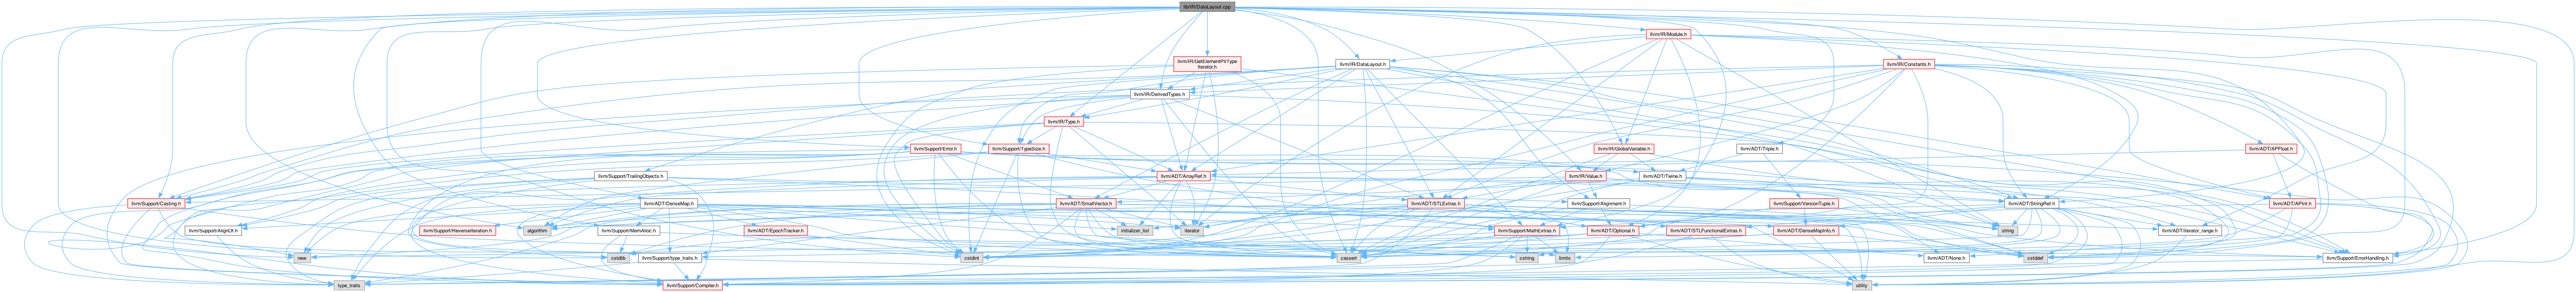 lib/IR/DataLayout.cpp
llvm/IR/Module.h
llvm/IR/GetElementPtrType
Iterator.h
llvm/IR/DataLayout.h
llvm/IR/Constants.h
llvm/IR/DerivedTypes.h
llvm/IR/Type.h
llvm/Support/Error.h
llvm/Support/TypeSize.h
llvm/IR/GlobalVariable.h
llvm/ADT/Triple.h
llvm/ADT/APFloat.h
llvm/Support/TrailingObjects.h
llvm/ADT/ArrayRef.h
llvm/IR/Value.h
llvm/ADT/Twine.h
llvm/Support/Casting.h
llvm/ADT/DenseMap.h
llvm/ADT/SmallVector.h
llvm/ADT/STLExtras.h
llvm/Support/Alignment.h
llvm/Support/VersionTuple.h
llvm/ADT/StringRef.h
llvm/ADT/APInt.h
llvm/Support/AlignOf.h
llvm/Support/ReverseIteration.h
algorithm
llvm/Support/MemAlloc.h
llvm/ADT/EpochTracker.h
initializer_list
iterator
llvm/Support/MathExtras.h
llvm/ADT/Optional.h
llvm/ADT/STLFunctionalExtras.h
llvm/ADT/DenseMapInfo.h
string
llvm/ADT/iterator_range.h
new
cstdlib
llvm/Support/type_traits.h
cstdint
cassert
cstring
limits
llvm/ADT/None.h
cstddef
llvm/Support/ErrorHandling.h
type_traits
llvm/Support/Compiler.h
utility